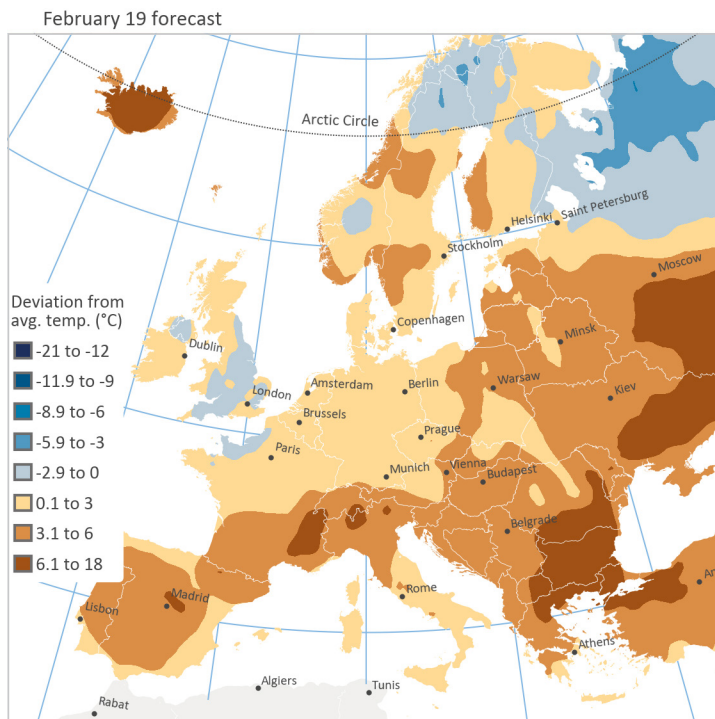 February 19 forecast
Arctic Circle
Helsinki
Saint Petersburg
Stockholm
Moscow
Deviation from
avg. temp. (°C)
-21 to -12
-11.9 to -9
-8.9 to -6
-5.9 to -3
-2.9 to 0
0.1 to 3
3.1 to 6
6.1 to 18
Copenhagen
Minsk
Dublin
London
Amsterdam
Berlin
Warsaw
Kiev
Brussels
Prague
Paris
Munich
Vienna
Budapest
Belgrade
Madrid
Lisbon
Rome
An
Athens
Algiers
Tunis
Rabat